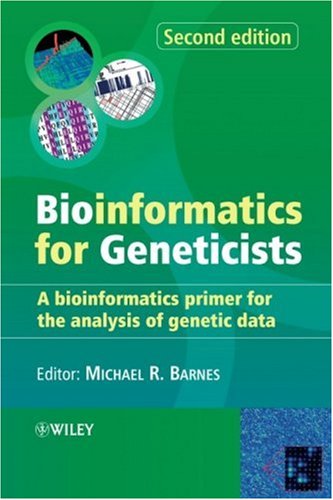 Second edition
Bioinformatics
for Geneticists
A bioinformatics primer for
the analysis of genetic data
Editor: MICHAEL R. BARNES
WILEY